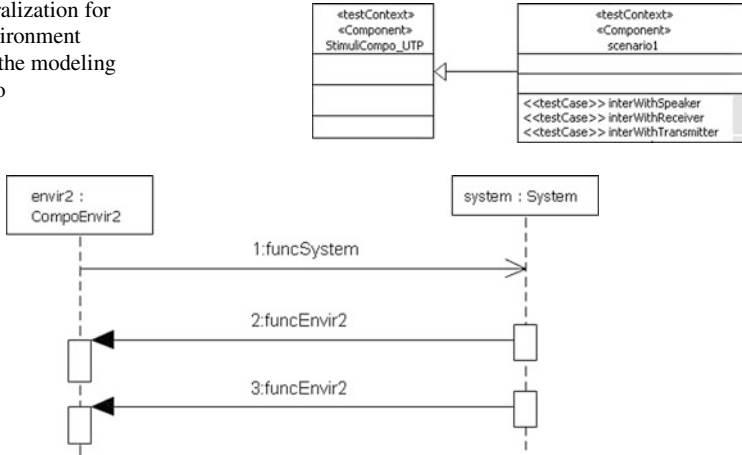 ralization for
ironment
the modeling
o
«testContext»
«Component»
StimuliCompo_UTP
«testContext»
«Component»
scenario1
<<testCase>> interWithSpeaker
<<testCase>> interWithReceiver
<<testCase>> interWithTransmitter
envir2 :
CompoEnvir2
system : System
1:funcSystem
2:funcEnvir2
3:funcEnvir2